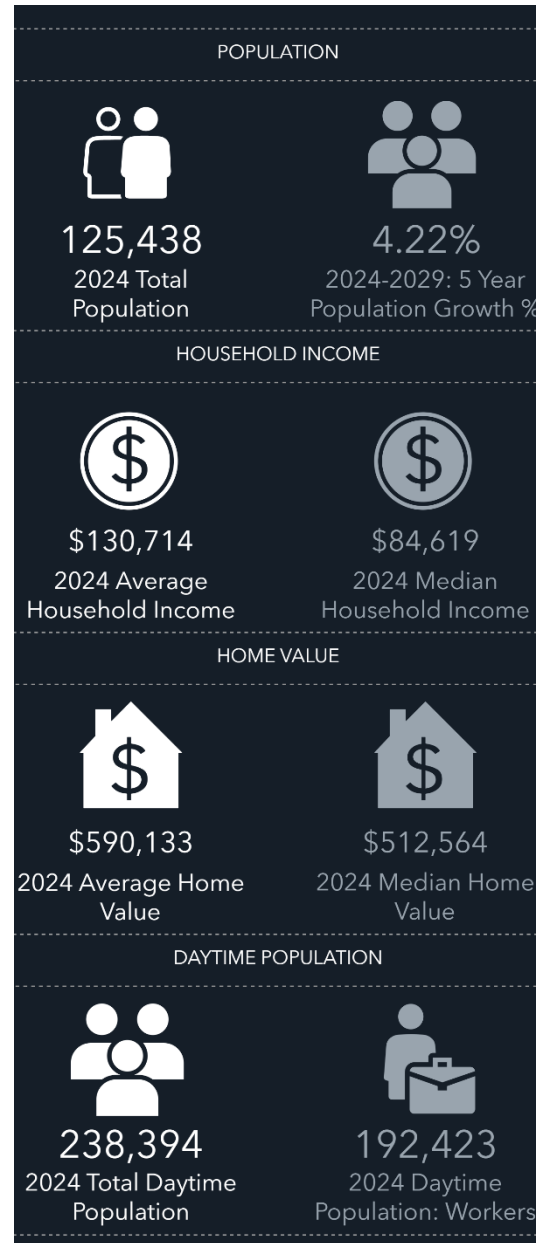 POPULATION
125,438
2024 Total
Population
4.22%
2024-2029: 5 Year
Population Growth %
HOUSEHOLD INCOME
$
$130,714
2024 Average
Household Income
$
$84,619
2024 Median
Household Income
HOME VALUE
$
$590,133
2024 Average Home
Value
$
$512,564
2024 Median Home
Value
DAYTIME POPULATION
238,394
2024 Total Daytime
Population
192,423
2024 Daytime
Population: Workers